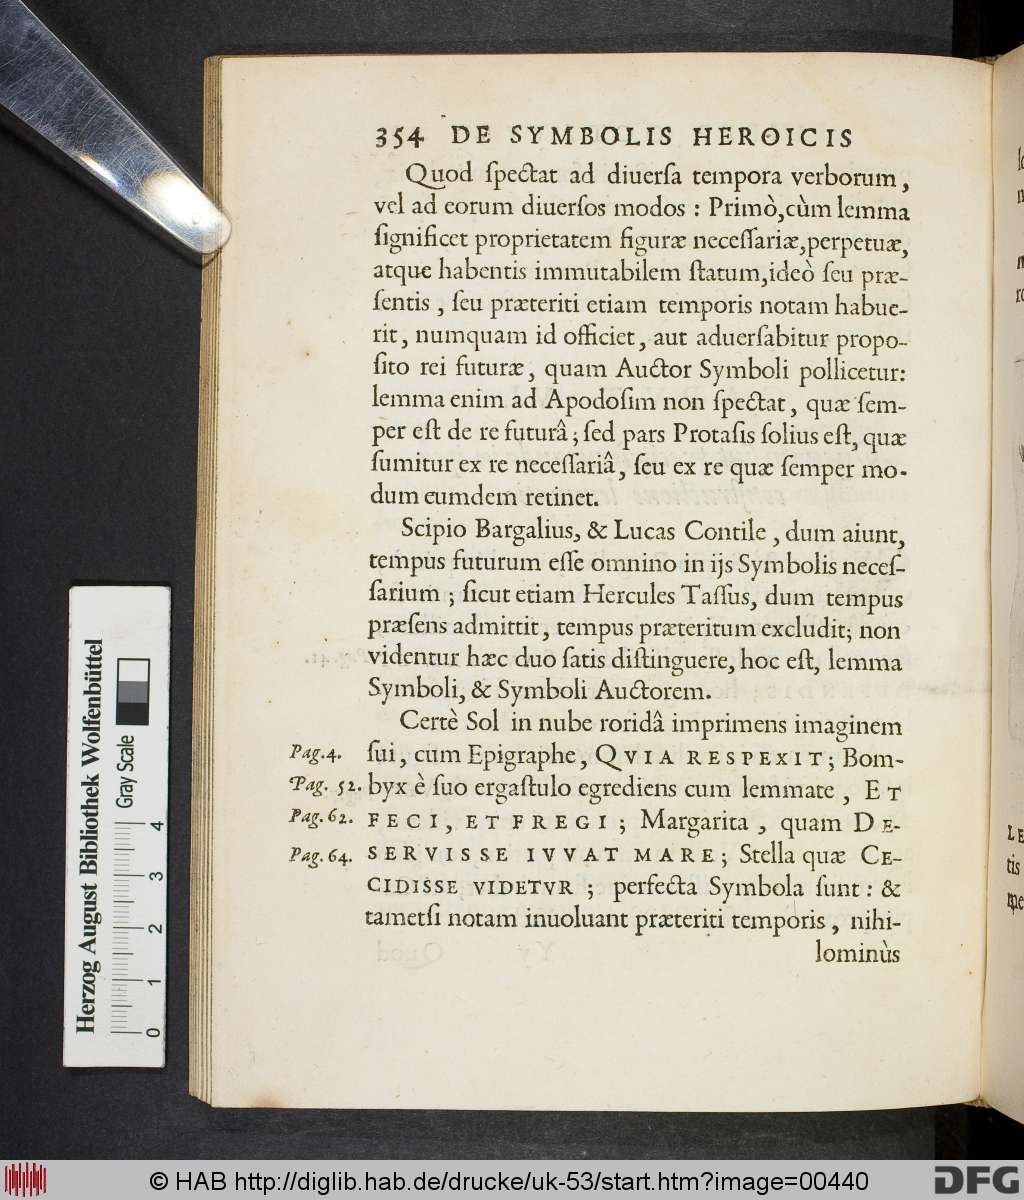 354 DE SYMBOLIS HEROICIS
Quod ſpectat ad diuerſa tempora verborum,
vel ad eorum diuerſos modos : Primò, cùm lemma
ſignificet proprietatem figuræ neceſſariæ, perpetuæ,
atque habentis immutabilem ſtatum, ideò ſeu præ-
ſentis, ſeu præteriti etiam temporis notam habue-
rit, numquam id officiet, aut aduerſabitur propo-
ſito rei futuræ, quam Auctor Symboli pollicetur:
lemma enim ad Apodoſim non ſpectat, quæ ſem-
per eſt de re futurâ; ſed pars Protaſis ſolius eſt, quæ
ſumitur ex re neceſſariâ, ſeu ex re quæ ſemper mo-
dum eumdem retinet.
Scipio Bargalius, & Lucas Contile, dum aiunt,
tempus futurum eſſe omnino in ijs Symbolis neceſ-
ſarium; ſicut etiam Hercules Taſſus, dum tempus
præſens admittit, tempus præteritum excludit; non
videntur hæc duo ſatis diſtinguere, hoc eſt, lemma
Symboli, & Symboli Auctorem.
Certè Sol in nube roridâ imprimens imaginem
Pag.4. ſui, cum Epigraphe, QVIA RESPEXIT; Bom-
Pag. 52. byx è ſuo ergaſtulo egrediens cum lemmate, ET
Pag.62. FECI, ET FREGI; Margarita, quam DE-
Pag.64. SERVISSE IVVAT MARE; Stella quæ CE-
CIDISSE VIDETVR; perfecta Symbola ſunt: &
tametſi notam inuoluant præteriti temporis, nihi-
lominùs
Herzog August Bibliothek Wolfenbüttel
Gray Scale
0 1 2 3 4
© HAB http://diglib.hab.de/drucke/uk-53/start.htm?image=00440
DFG